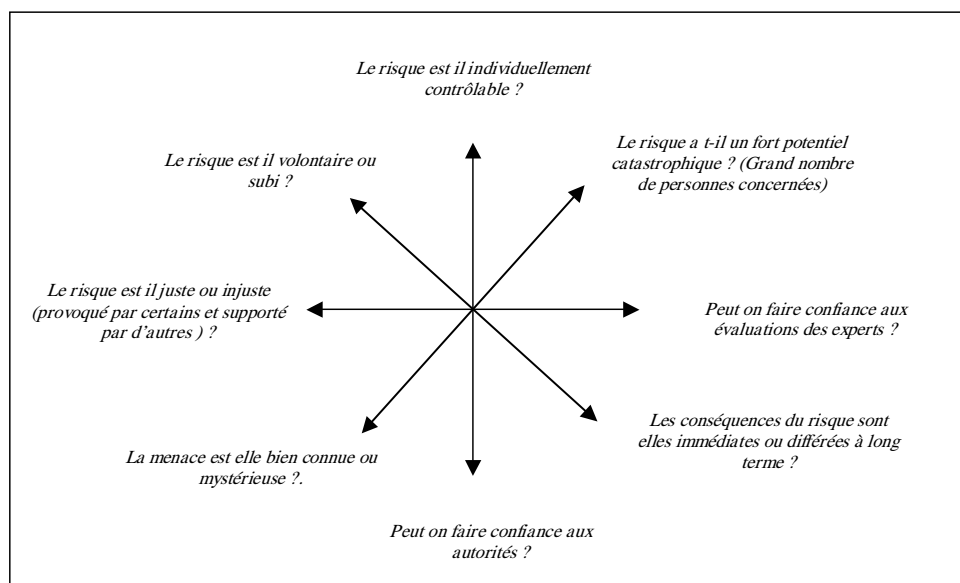 Le risque est il individuellement
contrôlable ?
Le risque a t-il un fort potentiel
catastrophique ? (Grand nombre
de personnes concernées)
Le risque est il volontaire ou
subi ?
Le risque est il juste ou injuste
(provoqué par certains et supporté
par d’autres ) ?
Peut on faire confiance aux
évaluations des experts ?
Les conséquences du risque sont
elles immédiates ou différées à long
terme ?
La menace est elle bien connue ou
mystérieuse ?.
Peut on faire confiance aux
autorités ?